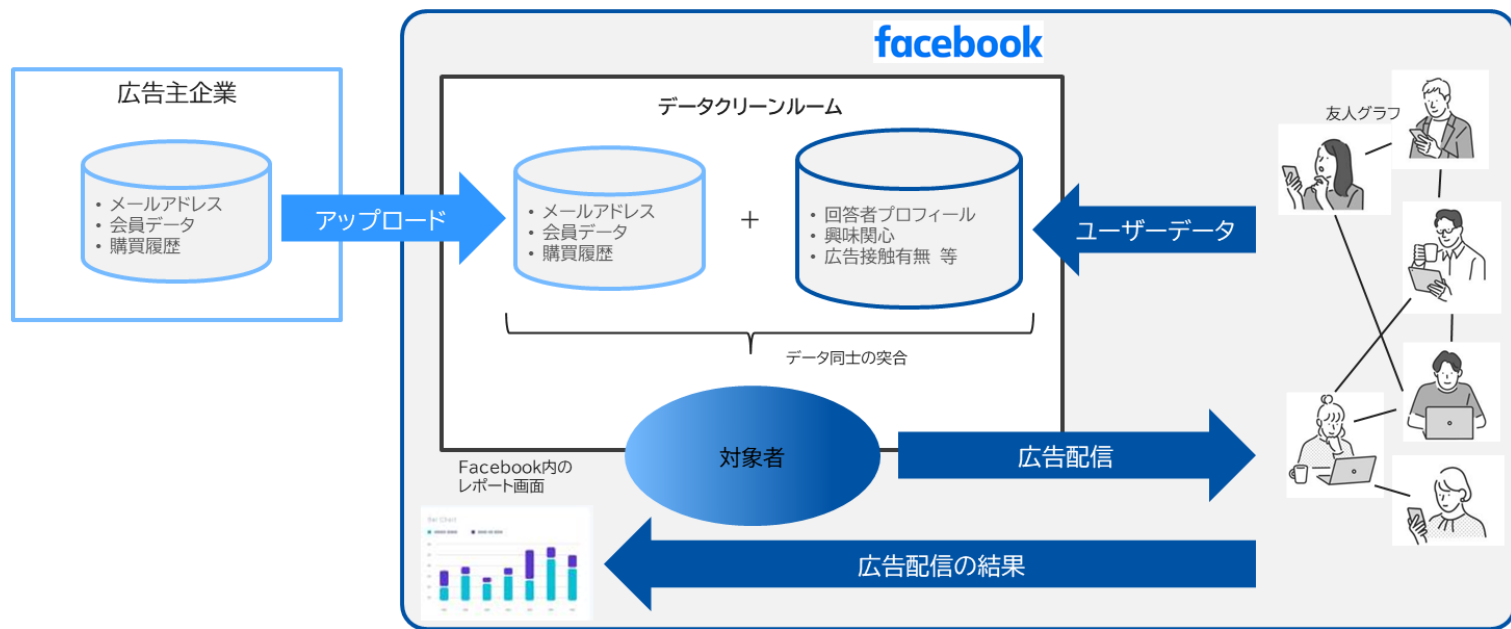 facebook
広告主企業
• メールアドレス
• 会員データ
• 購買履歴
アップロード
データクリーンルーム
• メールアドレス
• 会員データ
• 購買履歴
+
• 回答者プロフィール
• 興味関心
• 広告接触有無 等
ユーザーデータ
友人グラフ
データ同士の突合
対象者
広告配信
Facebook内の
レポート画面
広告配信の結果